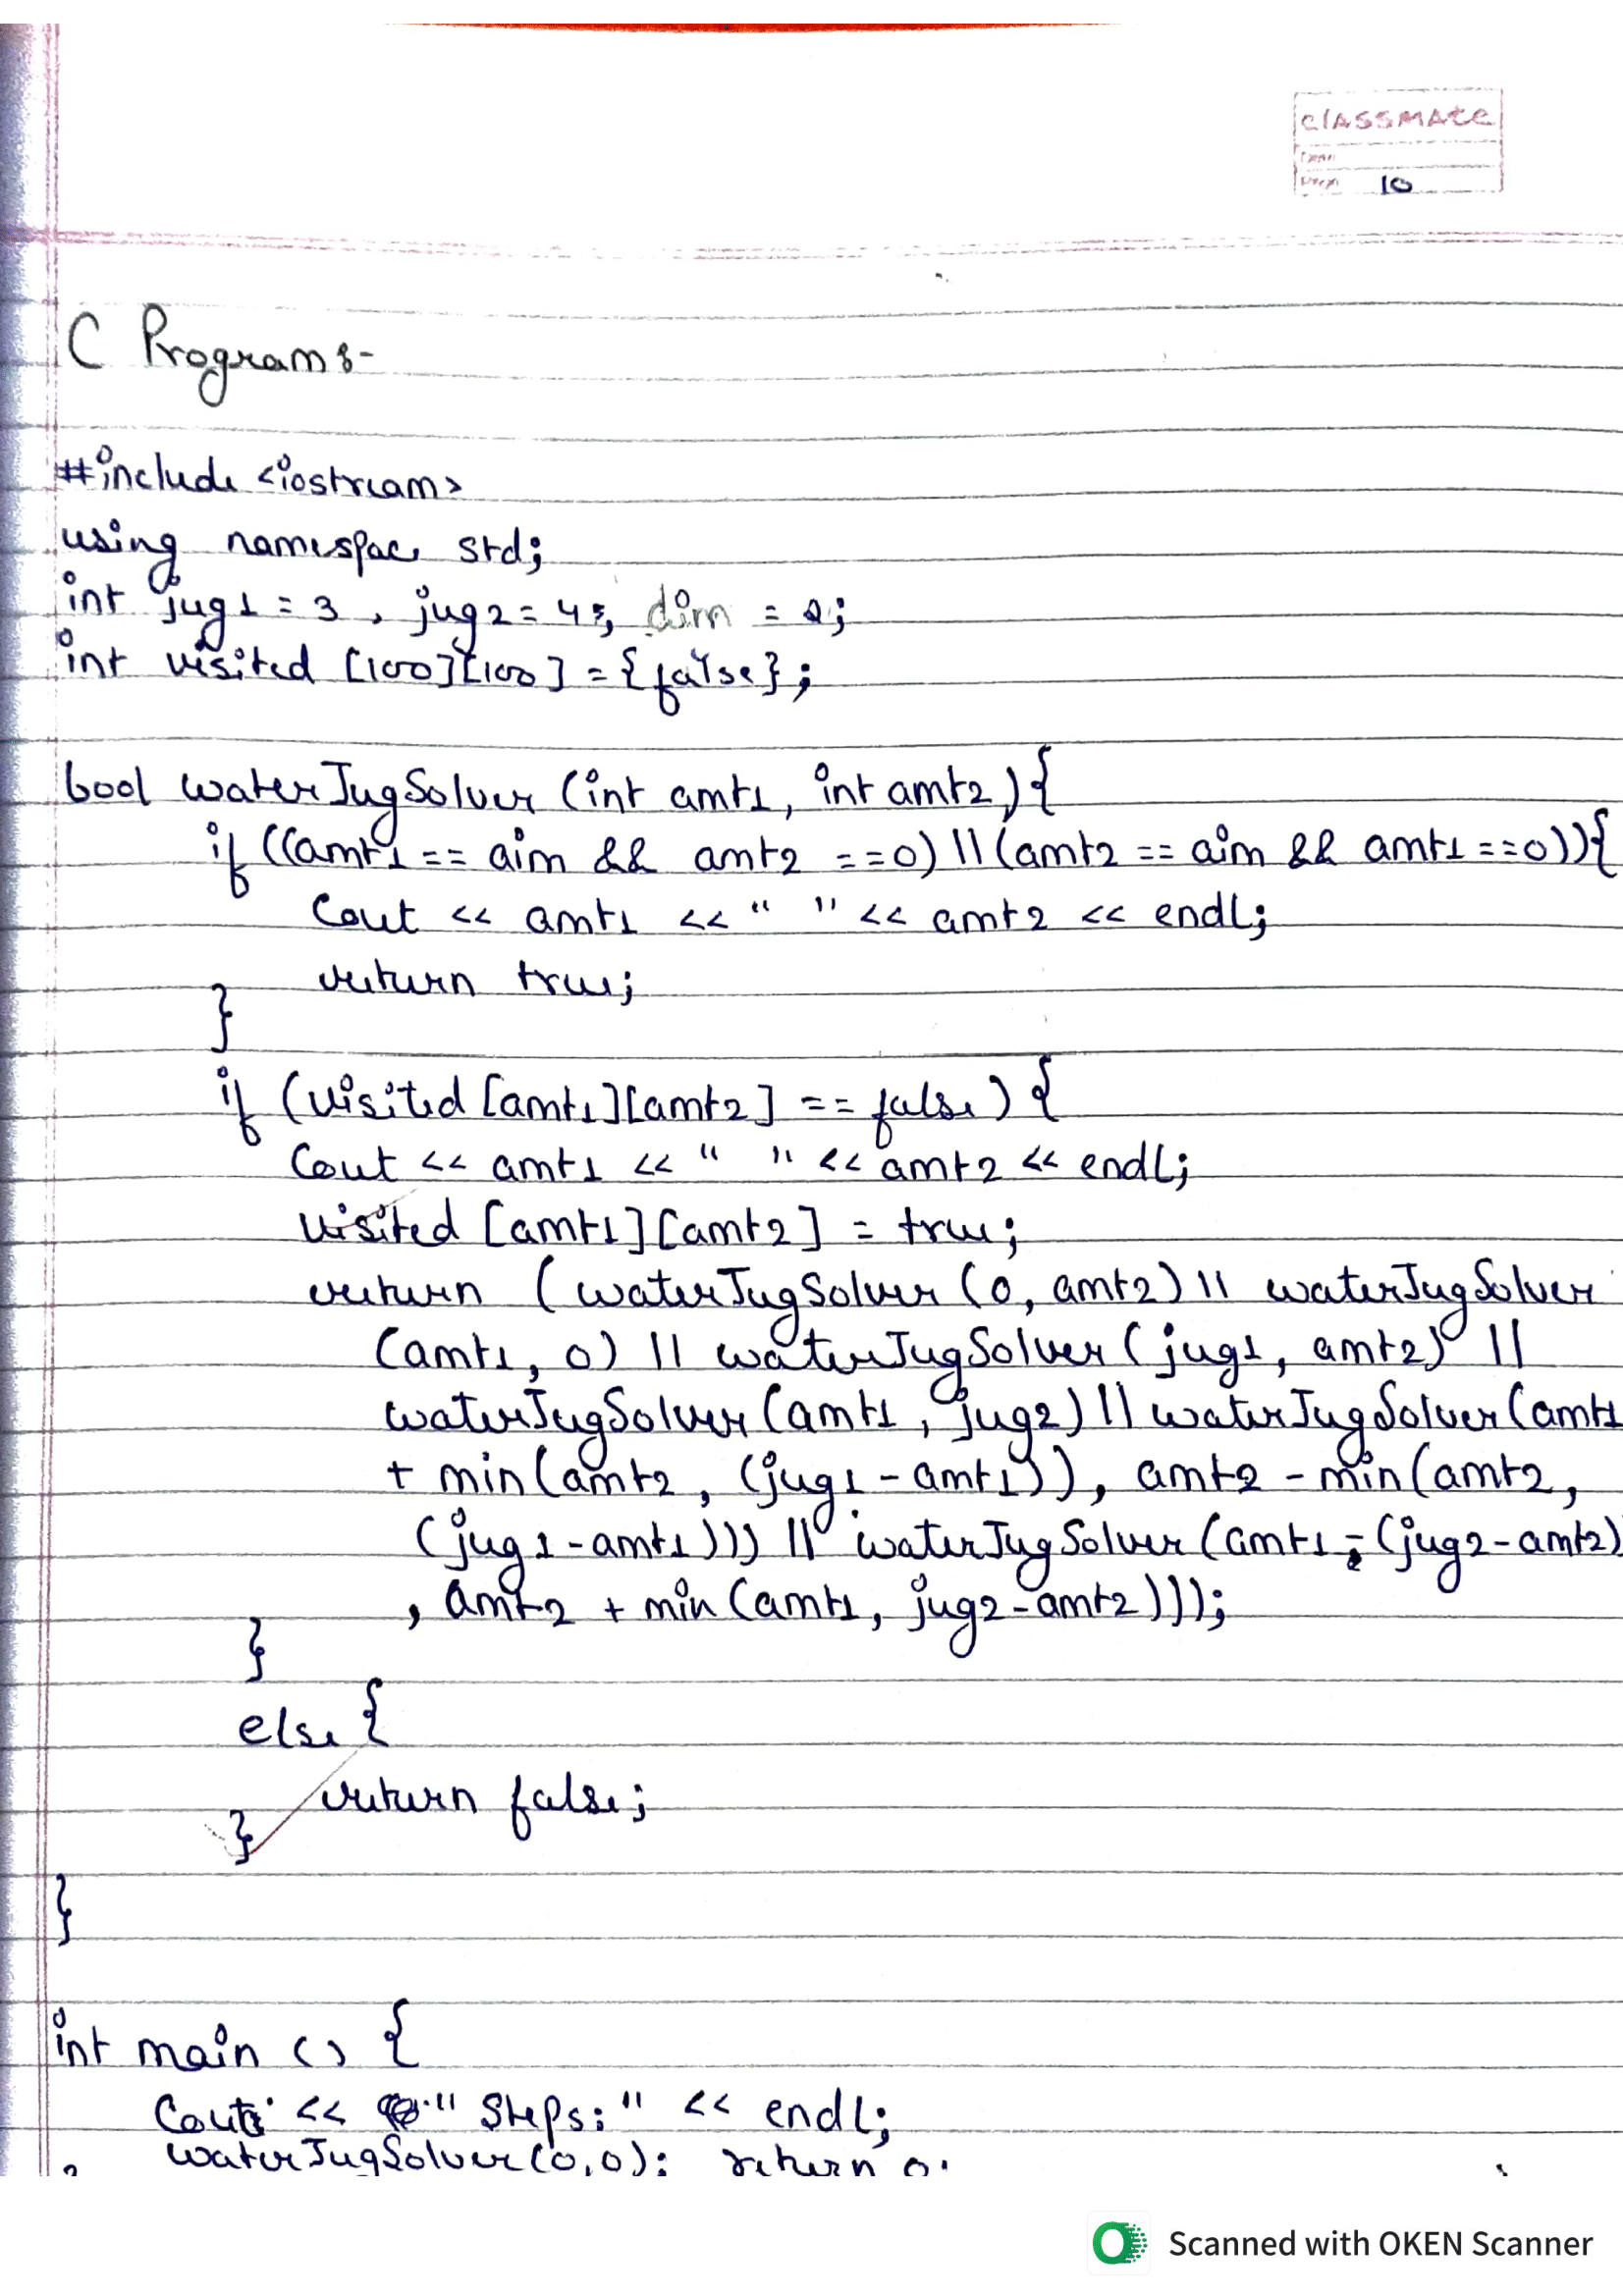 classmate
Date
Page 10
C Program :-
#include <iostream>
using namespace std;
int jug1 = 3 , jug2 = 4, aim = 2;
int visited [100][100] = {false};
bool waterJugSolver (int amt1, int amt2) {
if ((amt1 == aim && amt2 ==0) || (amt2 == aim && amt1 ==0)){
Cout << amt1 << " " << amt2 << endl;
return true;
}
if (visited [amt1][amt2] == false) {
Cout << amt1 << " " << amt2 << endl;
visited [amt1][amt2] = true;
return (waterJugSolver (0, amt2) || waterJugSolver
(amt1, 0) || waterJugSolver (jug1, amt2) ||
waterJugSolver (amt1, jug2) || waterJugSolver (amt1
+ min(amt2, (jug1 - amt1)), amt2 - min(amt2,
(jug1-amt1))) || waterJugSolver (amt1 - (jug2-amt2)
, amt2 + min (amt1, jug2-amt2)));
}
else {
return false;
}
}
int main () {
Cout << "Steps:" << endl;
waterJugSolver (0,0); return 0;
Scanned with OKEN Scanner